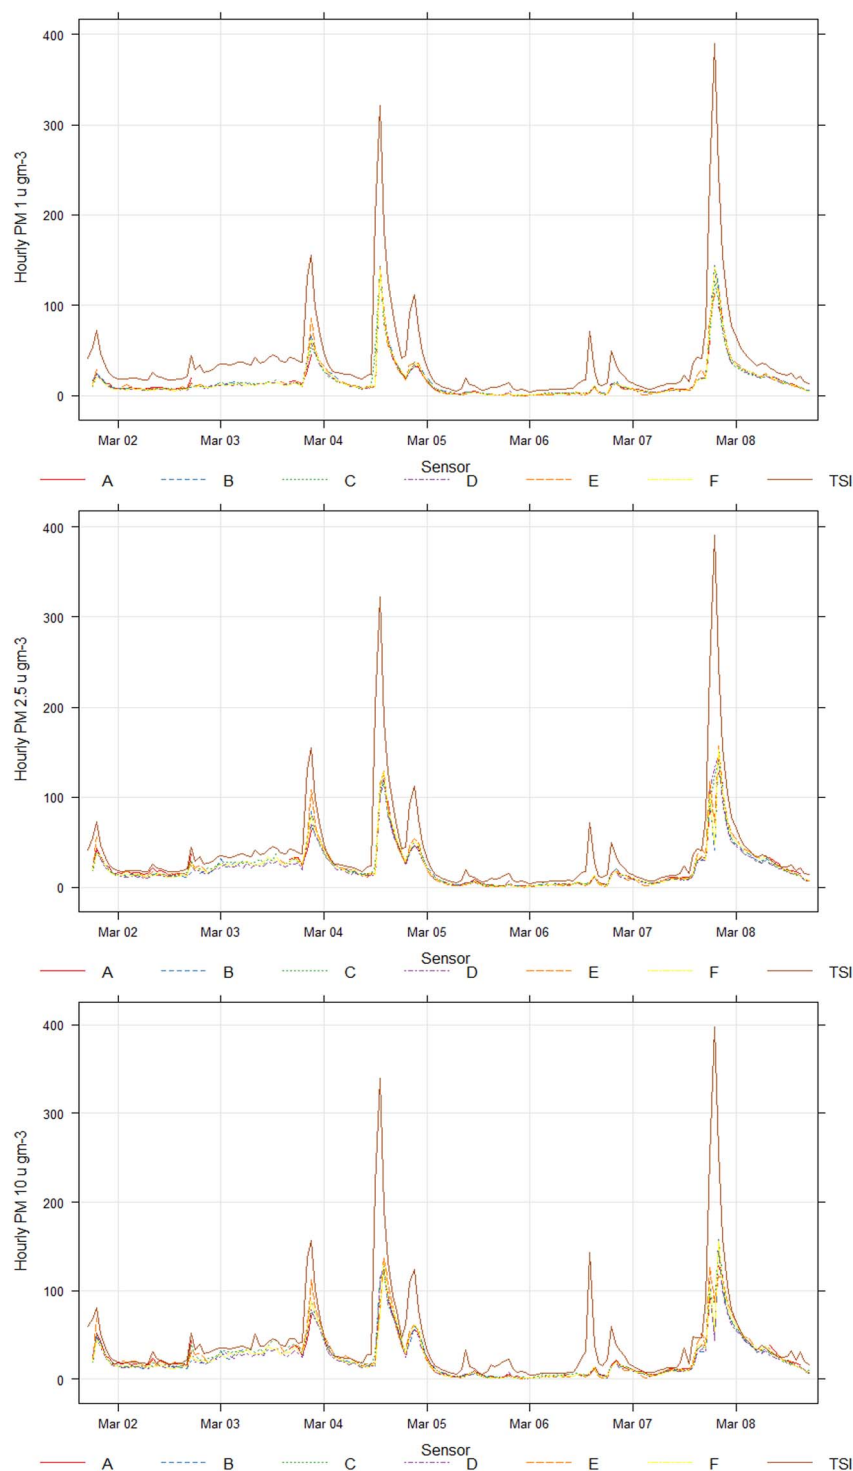 400
300
200
100
0
Hourly PM 1 u gm-3
Mar 02 Mar 03 Mar 04 Mar 05 Mar 06 Mar 07 Mar 08
Sensor
A B C D E F TSI
400
300
200
100
0
Hourly PM 2.5 u gm-3
Mar 02 Mar 03 Mar 04 Mar 05 Mar 06 Mar 07 Mar 08
Sensor
A B C D E F TSI
400
300
200
100
0
Hourly PM 10 u gm-3
Mar 02 Mar 03 Mar 04 Mar 05 Mar 06 Mar 07 Mar 08
Sensor
A B C D E F TSI